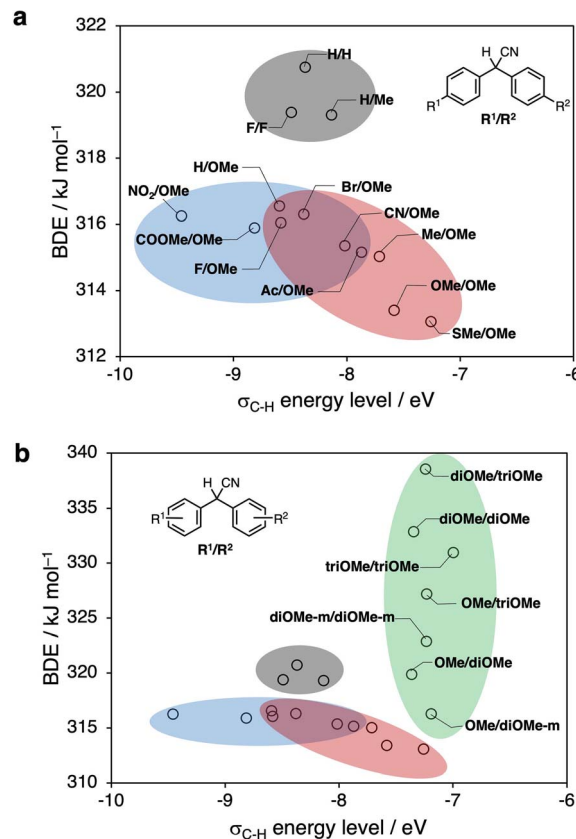 a
322
320
318
316
314
312
BDE / kJ mol⁻¹
H/H
H/Me
F/F
H CN
R¹ R²
R¹/R²
H/OMe
NO₂/OMe
Br/OMe
CN/OMe
COOMe/OMe
Me/OMe
F/OMe
Ac/OMe
OMe/OMe
SMe/OMe
-10 -9 -8 -7 -6
σC-H energy level / eV
b
340
335
330
325
320
315
310
BDE / kJ mol⁻¹
H CN
R¹ R²
R¹/R²
diOMe/triOMe
diOMe/diOMe
triOMe/triOMe
OMe/triOMe
diOMe-m/diOMe-m
OMe/diOMe
OMe/diOMe-m
-10 -9 -8 -7 -6
σC-H energy level / eV